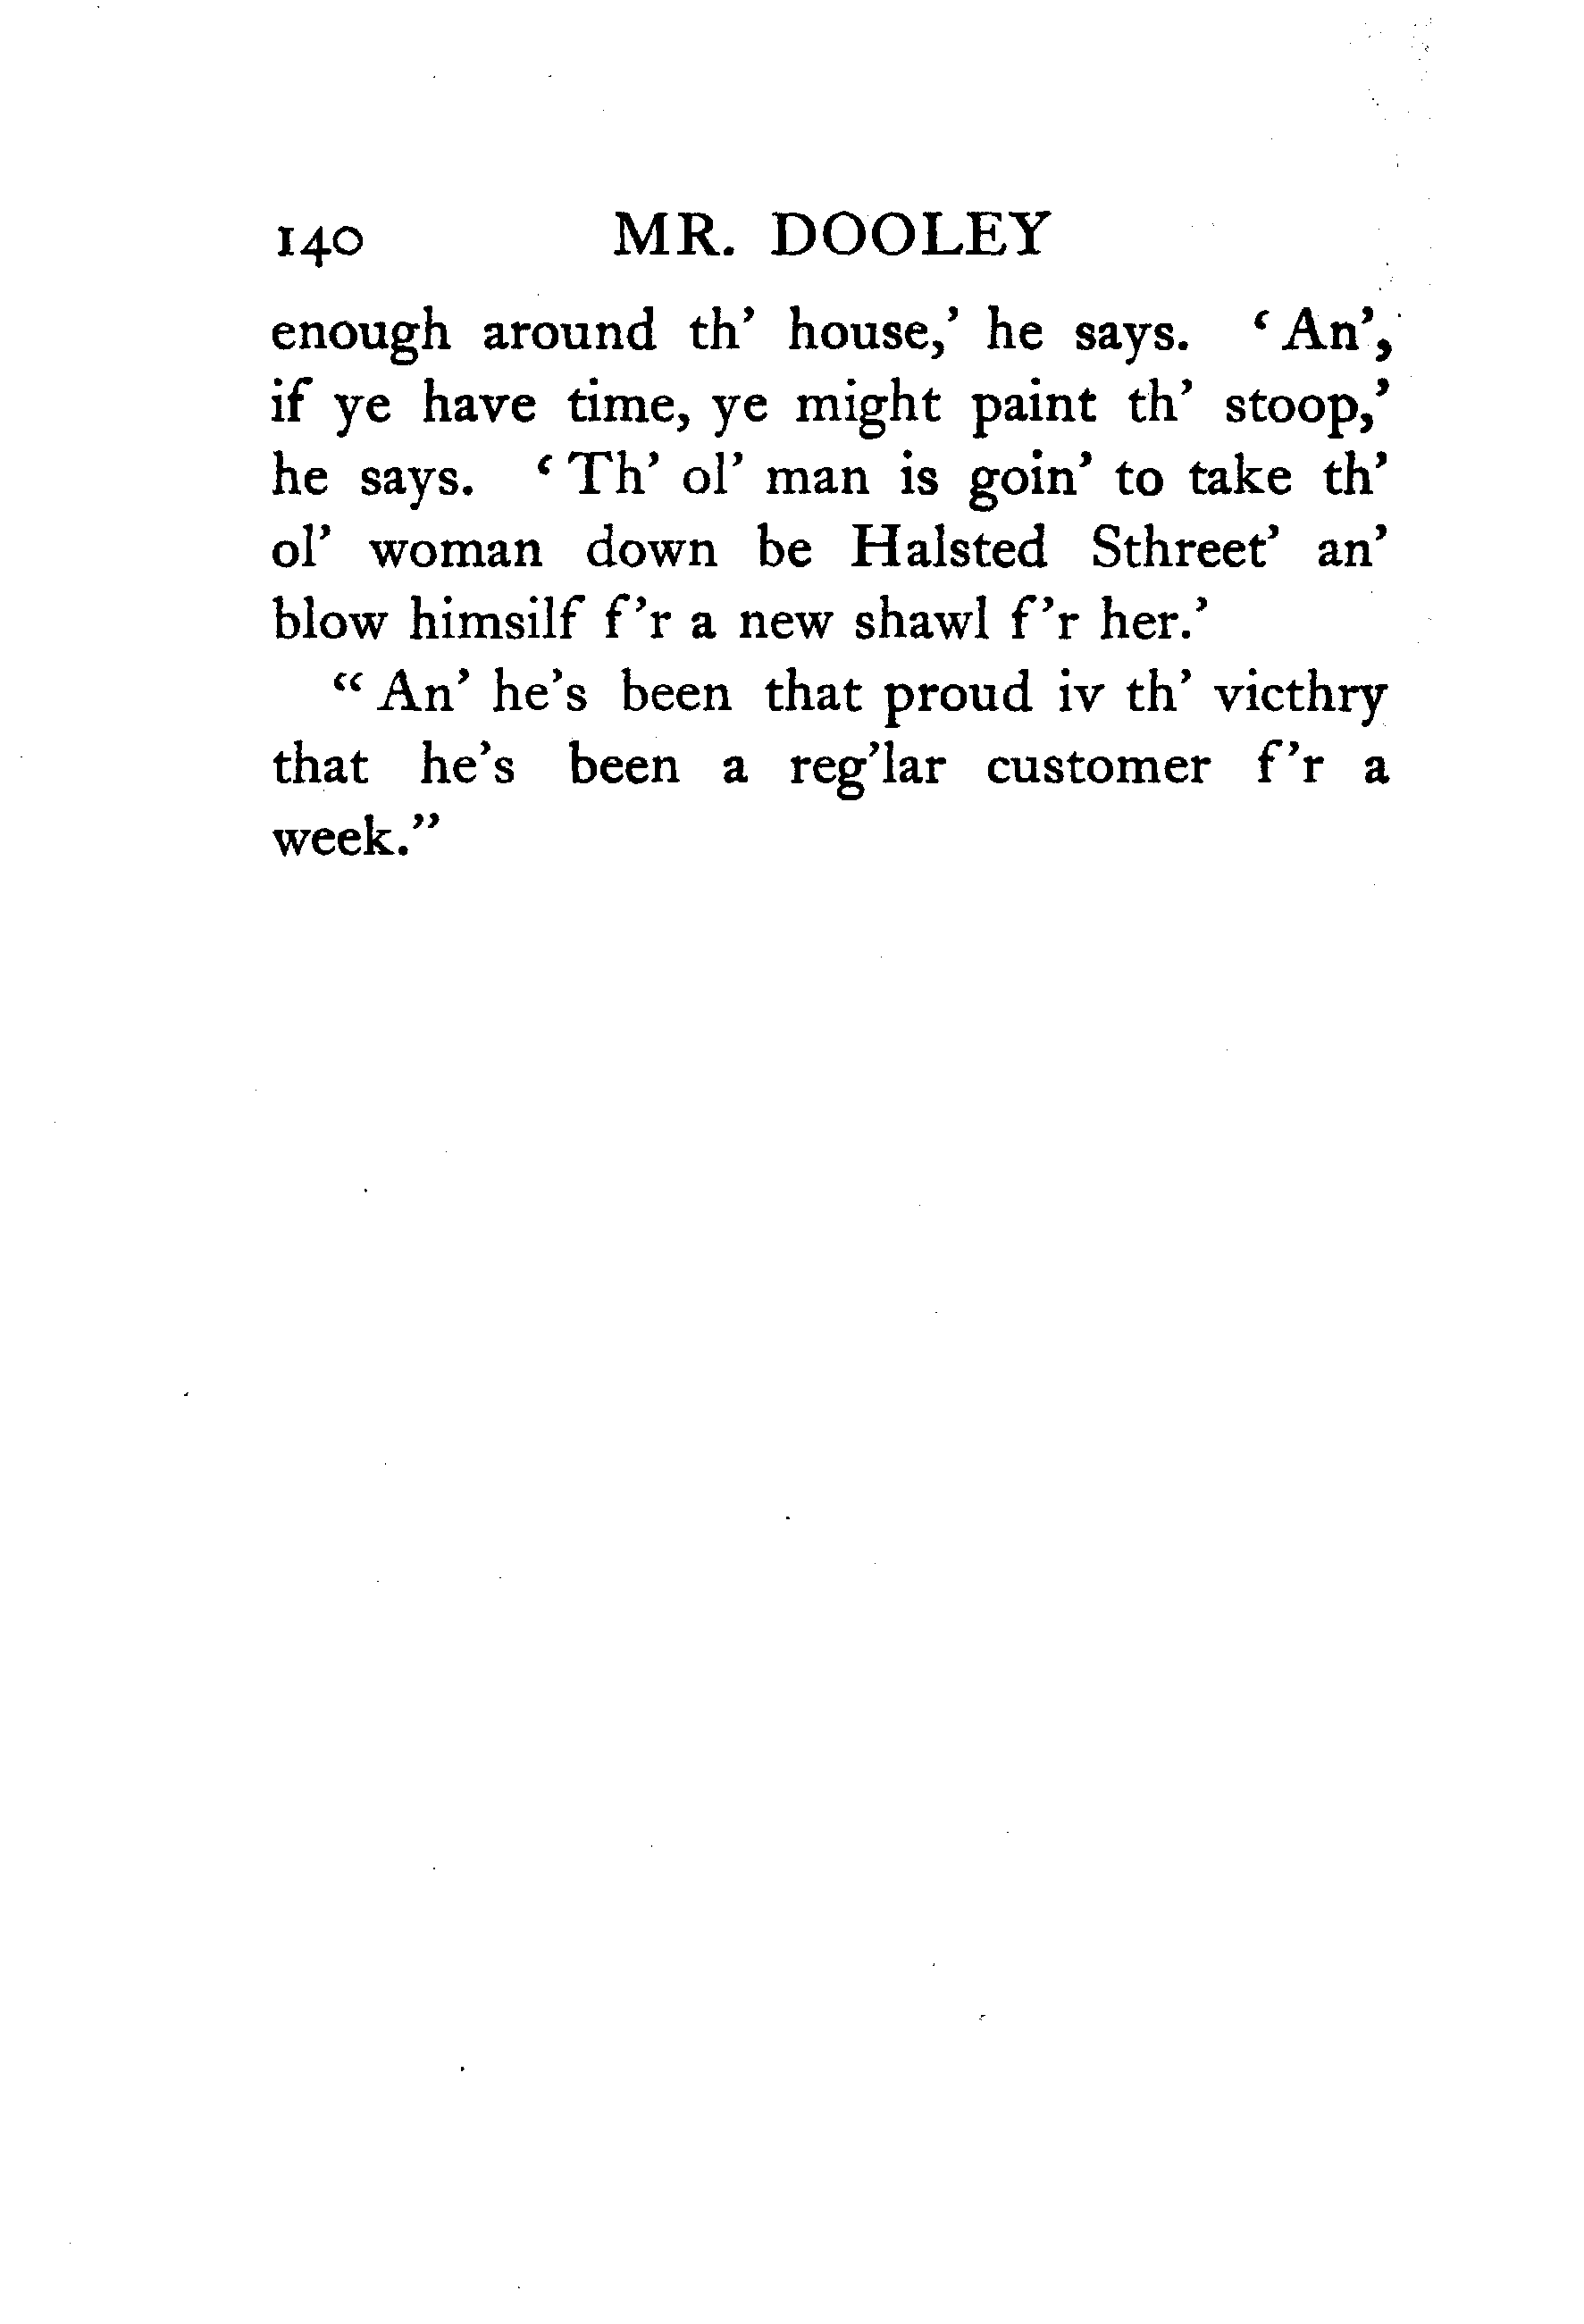 140 MR. DOOLEY
enough around th' house,' he says. 'An',
if ye have time, ye might paint th' stoop,'
he says. 'Th' ol' man is goin' to take th'
ol' woman down be Halsted Sthreet' an'
blow himsilf f'r a new shawl f'r her.'
"An' he's been that proud iv th' victhry
that he's been a reg'lar customer f'r a
week."